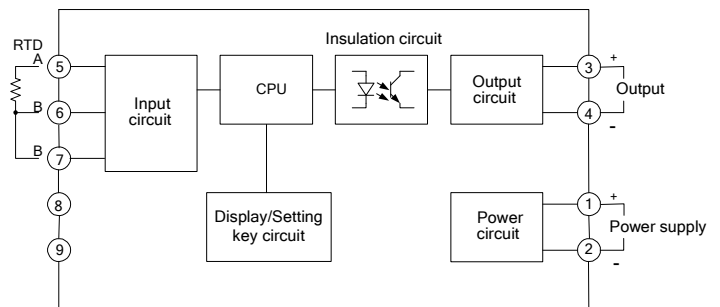 Insulation circuit
RTD
A
5
B
6
B
7
8
9
Input
circuit
CPU
Output
circuit
3
+
4
-
Output
Display/Setting
key circuit
Power
circuit
1
+
2
-
Power supply